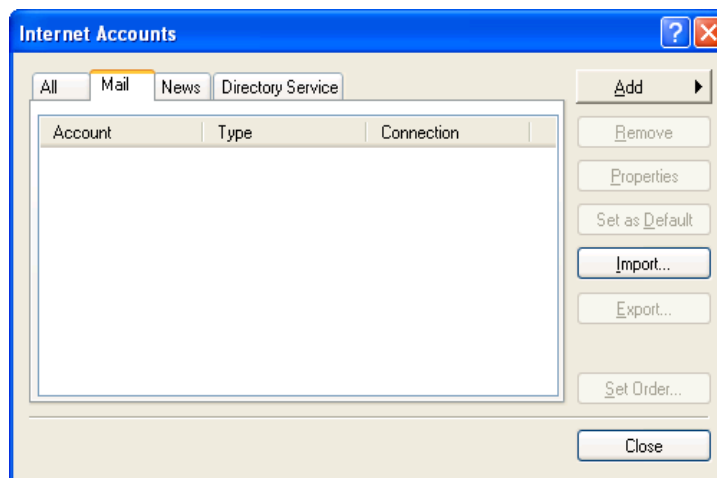 Internet Accounts
All Mail News Directory Service
Account Type Connection
Add
Remove
Properties
Set as Default
Import...
Export...
Set Order...
Close